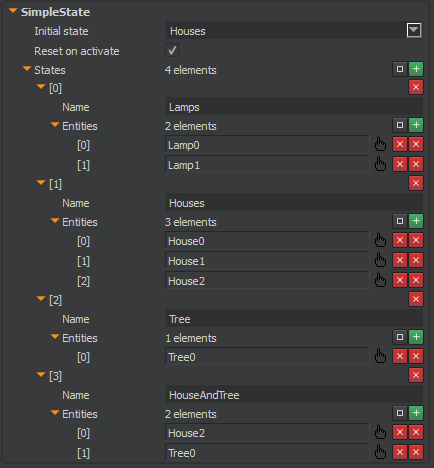 SimpleState
Initial state Houses
Reset on activate
States 4 elements
[0]
Name Lamps
Entities 2 elements
[0] Lamp0
[1] Lamp1
[1]
Name Houses
Entities 3 elements
[0] House0
[1] House1
[2] House2
[2]
Name Tree
Entities 1 elements
[0] Tree0
[3]
Name HouseAndTree
Entities 2 elements
[0] House2
[1] Tree0